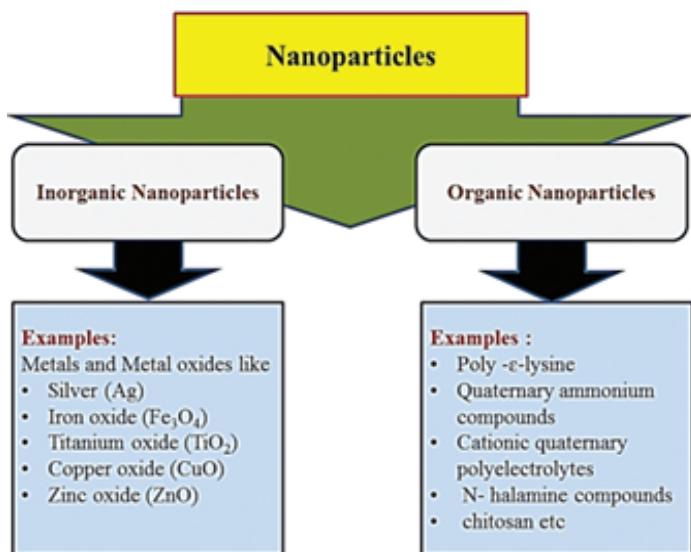 Nanoparticles
Inorganic Nanoparticles
Organic Nanoparticles
Examples:
Metals and Metal oxides like
• Silver (Ag)
• Iron oxide (Fe₃O₄)
• Titanium oxide (TiO₂)
• Copper oxide (CuO)
• Zinc oxide (ZnO)
Examples :
• Poly -ε-lysine
• Quaternary ammonium
compounds
• Cationic quaternary
polyelectrolytes
• N- halamine compounds
• chitosan etc